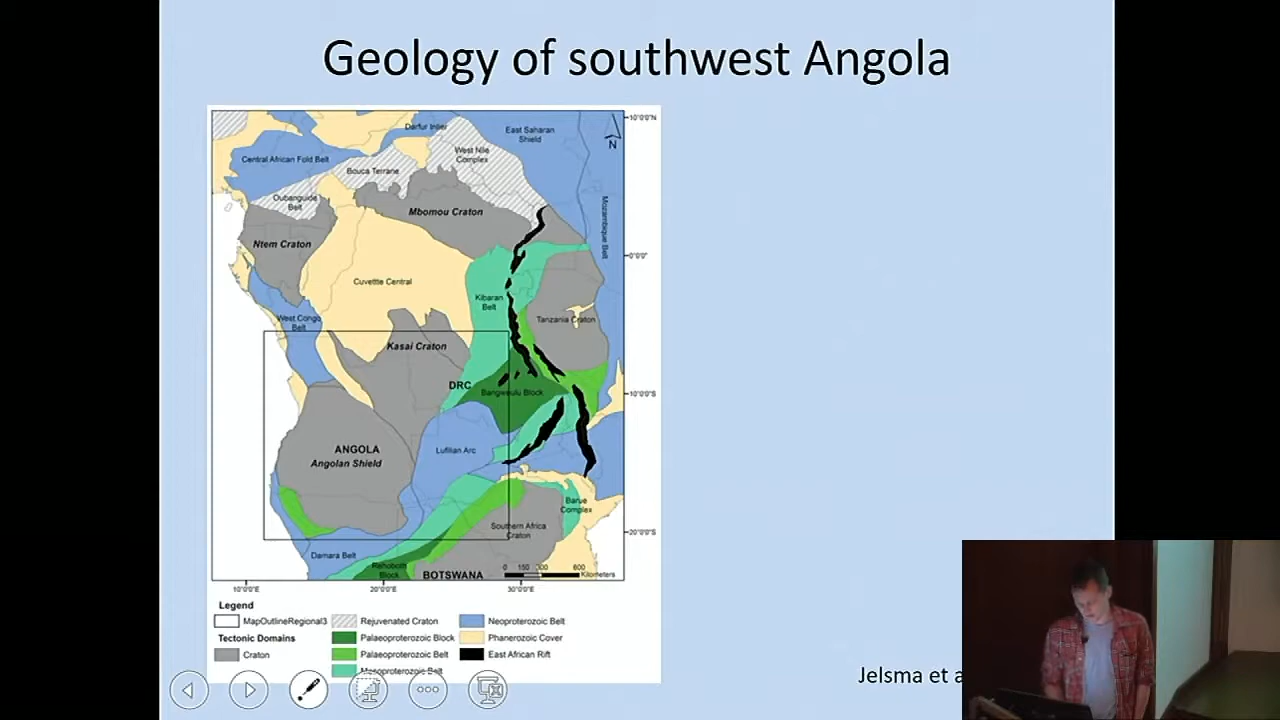 Geology of southwest Angola
10°0'0"N
Darfur Inlier
East Saharan
Shield
N
West Nile
Complex
Central African Fold Belt
Bouca Terrane
Oubanguide
Belt
Mbomou Craton
Mozambique Belt
Ntem Craton
0°0'0"
Cuvette Central
Kibaran
Belt
West Congo
Belt
Tanzania Craton
Kasai Craton
DRC
Bangweulu Block
10°0'0"S
ANGOLA
Angolan Shield
Lufilian Arc
Barue
Complex
Southern Africa
Craton
20°0'0"S
Damara Belt
Rehoboth
Block
BOTSWANA
0 150 300 600
Kilometers
10°0'0"E 20°0'0"E 30°0'0"E
Legend
MapOutlineRegional3
Tectonic Domains
Craton
Rejuvenated Craton
Palaeoproterozoic Block
Palaeoproterozoic Belt
Mesoproterozoic Belt
Neoproterozoic Belt
Phanerozoic Cover
East African Rift
Jelsma et a